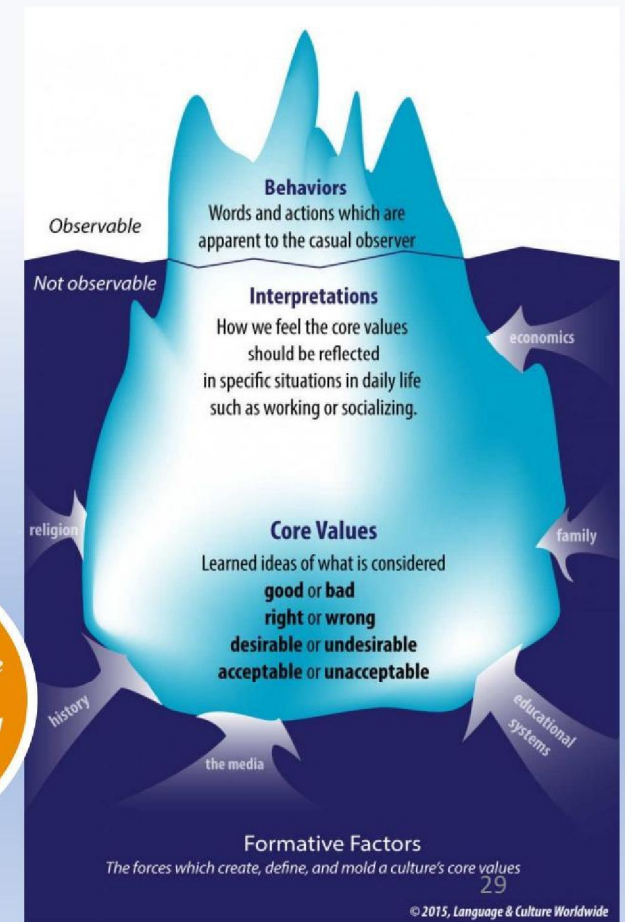 Behaviors
Words and actions which are
apparent to the casual observer
Observable
Not observable
Interpretations
How we feel the core values
should be reflected
in specific situations in daily life
such as working or socializing.
economics
religion
family
Core Values
Learned ideas of what is considered
good or bad
right or wrong
desirable or undesirable
acceptable or unacceptable
history
the media
educational
systems
Formative Factors
The forces which create, define, and mold a culture's core values
29
© 2015, Language & Culture Worldwide